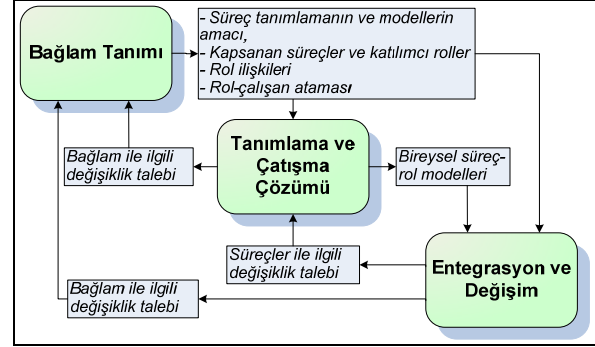 Bağlam Tanımı
- Süreç tanımlamanın ve modellerin
amacı,
- Kapsanan süreçler ve katılımcı roller
- Rol ilişkileri
- Rol-çalışan ataması
Tanımlama ve
Çatışma
Çözümü
Bağlam ile ilgili
değişiklik talebi
Bireysel süreç-
rol modelleri
Süreçler ile ilgili
değişiklik talebi
Entegrasyon ve
Değişim
Bağlam ile ilgili
değişiklik talebi